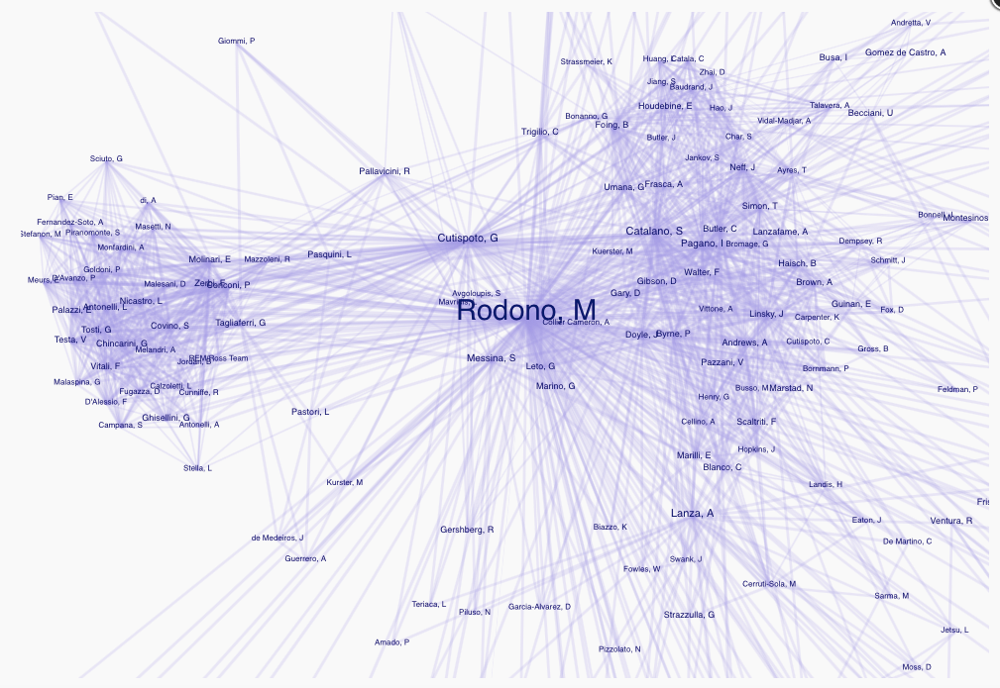 Andretta, V
Giommi, P
Gomez de Castro, A
Busa, I
Catala, C
Strassmeier, K
Zhai, D
Jiang, S
Baudrand, J
Houdebine, E
Hao, J
Talavera, A
Becciani, U
Bonanno, G
Foing, B
Vidal-Madjar, A
Trigilio, C
Butler, J
Char, S
Sciuto, G
Jankov, S
Neff, J
Ayres, T
Pallavicini, R
Umana, G
Frasca, A
Pian, E
di, A
Simon, T
Montesinos
Fernandez-Soto, A
Masetti, N
Piranomonte, S
Catalano, S
Butler, C
Lanzafame, A
Cutispoto, G
Pagano, I
Bromage, G
Dempsey, R
Monfardini, A
Kuerster, M
Pasquini, L
Molinari, E
Mazzoleni, R
Haisch, B
Schmitt, J
Goldoni, P
Walter, F
D'Avanzo, P
Malesani, D
Gibson, D
Brown, A
Avgoloupis, S
Gary, D
Nicastro, L
Antonelli, L
Guinan, E
Rodono, M
Vittone, A
Linsky, J
Carpenter, K
Fox, D
Collier Cameron, A
Tagliaferri, G
Covino, S
Tosti, G
Byrne, P
Testa, V
Chincarini, G
Andrews, A
Cutispoto, C
Melandri, A
Gross, B
Messina, S
Leto, G
Pazzani, V
Vitali, F
Bornmann, P
Malaspina, G
Calzoletti, L
Marino, G
Fugazza, D
Cunniffe, R
Busso, M
Marstad, N
Feldman, P
Henry, G
D'Alessio, F
Pastori, L
Ghisellini, G
Cellino, A
Scaltriti, F
Campana, S
Antonelli, A
Hopkins, J
Marilli, E
Stella, L
Blanco, C
Kurster, M
Landis, H
Lanza, A
Eaton, J
Ventura, R
Gershberg, R
Biazzo, K
de Medeiros, J
De Martino, C
Guerrero, A
Swank, J
Fowles, W
Cerruti-Sola, M
Sarma, M
Teriaca, L
Piluso, N
Garcia-Alvarez, D
Strazzulla, G
Jetsu, L
Amado, P
Pizzolato, N
Moss, D